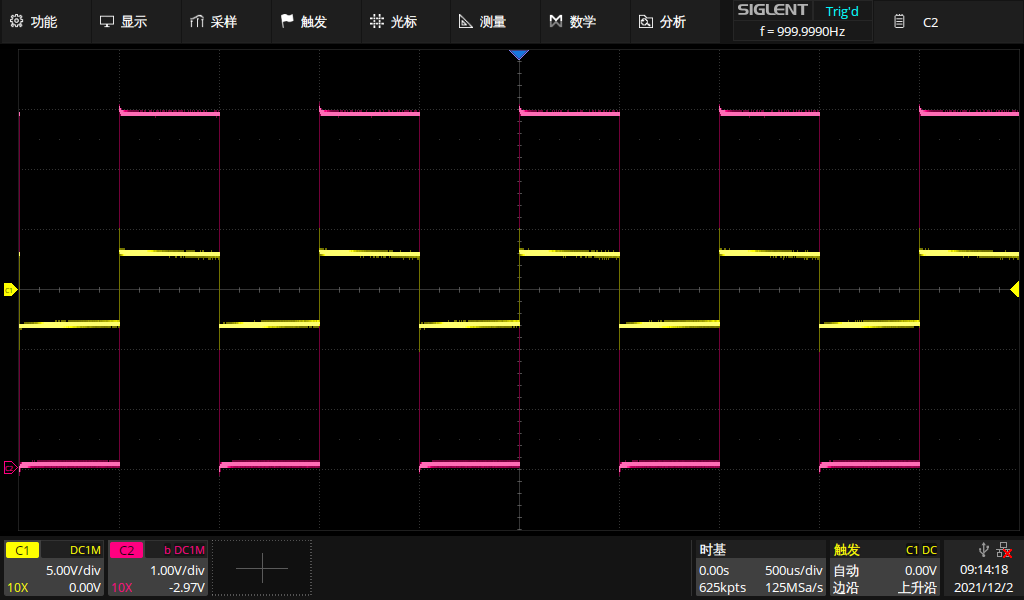 功能
显示
采样
触发
光标
测量
数学
分析
SIGLENT
Trig'd
f = 999.9990Hz
C2
C1
C2
C1 DC1M
5.00V/div
10X 0.00V
C2 b DC1M
1.00V/div
10X -2.97V
时基
0.00s 500us/div
625kpts 125MSa/s
触发 C1 DC
自动 0.00V
边沿 上升沿
09:14:18
2021/12/2